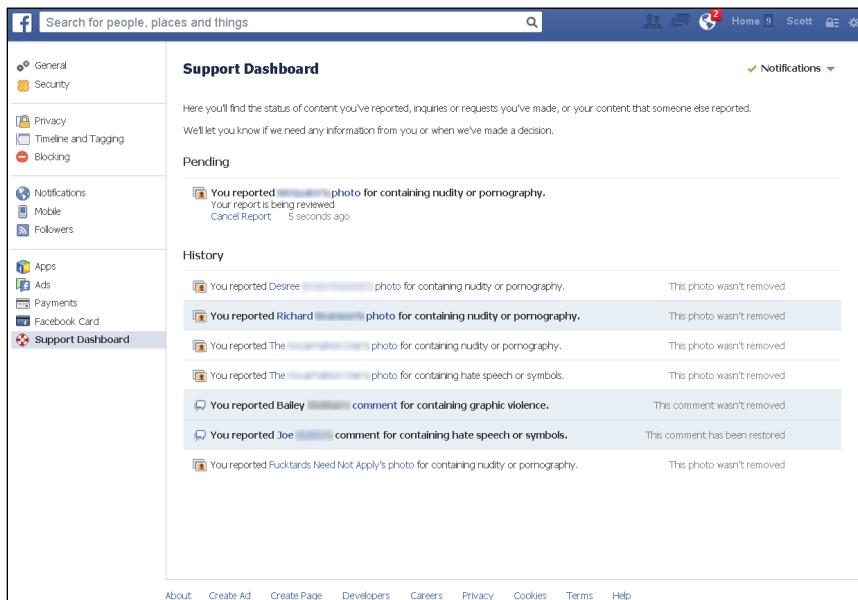 f Search for people, places and things 2 Home 9 Scott
General
Security
Privacy
Timeline and Tagging
Blocking
Notifications
Mobile
Followers
Apps
Ads
Payments
Facebook Card
Support Dashboard
Support Dashboard ✓ Notifications
Here you'll find the status of content you've reported, inquiries or requests you've made, or your content that someone else reported.
We'll let you know if we need any information from you or when we've made a decision.
Pending
You reported photo for containing nudity or pornography.
Your report is being reviewed
Cancel Report 5 seconds ago
History
You reported Desiree photo for containing nudity or pornography. This photo wasn't removed
You reported Richard photo for containing nudity or pornography. This photo wasn't removed
You reported The photo for containing nudity or pornography. This photo wasn't removed
You reported The photo for containing hate speech or symbols. This photo wasn't removed
You reported Bailey comment for containing graphic violence. This comment wasn't removed
You reported Joe comment for containing hate speech or symbols. This comment has been restored
You reported Fucktards Need Not Apply's photo for containing nudity or pornography. This photo wasn't removed
About Create Ad Create Page Developers Careers Privacy Cookies Terms Help